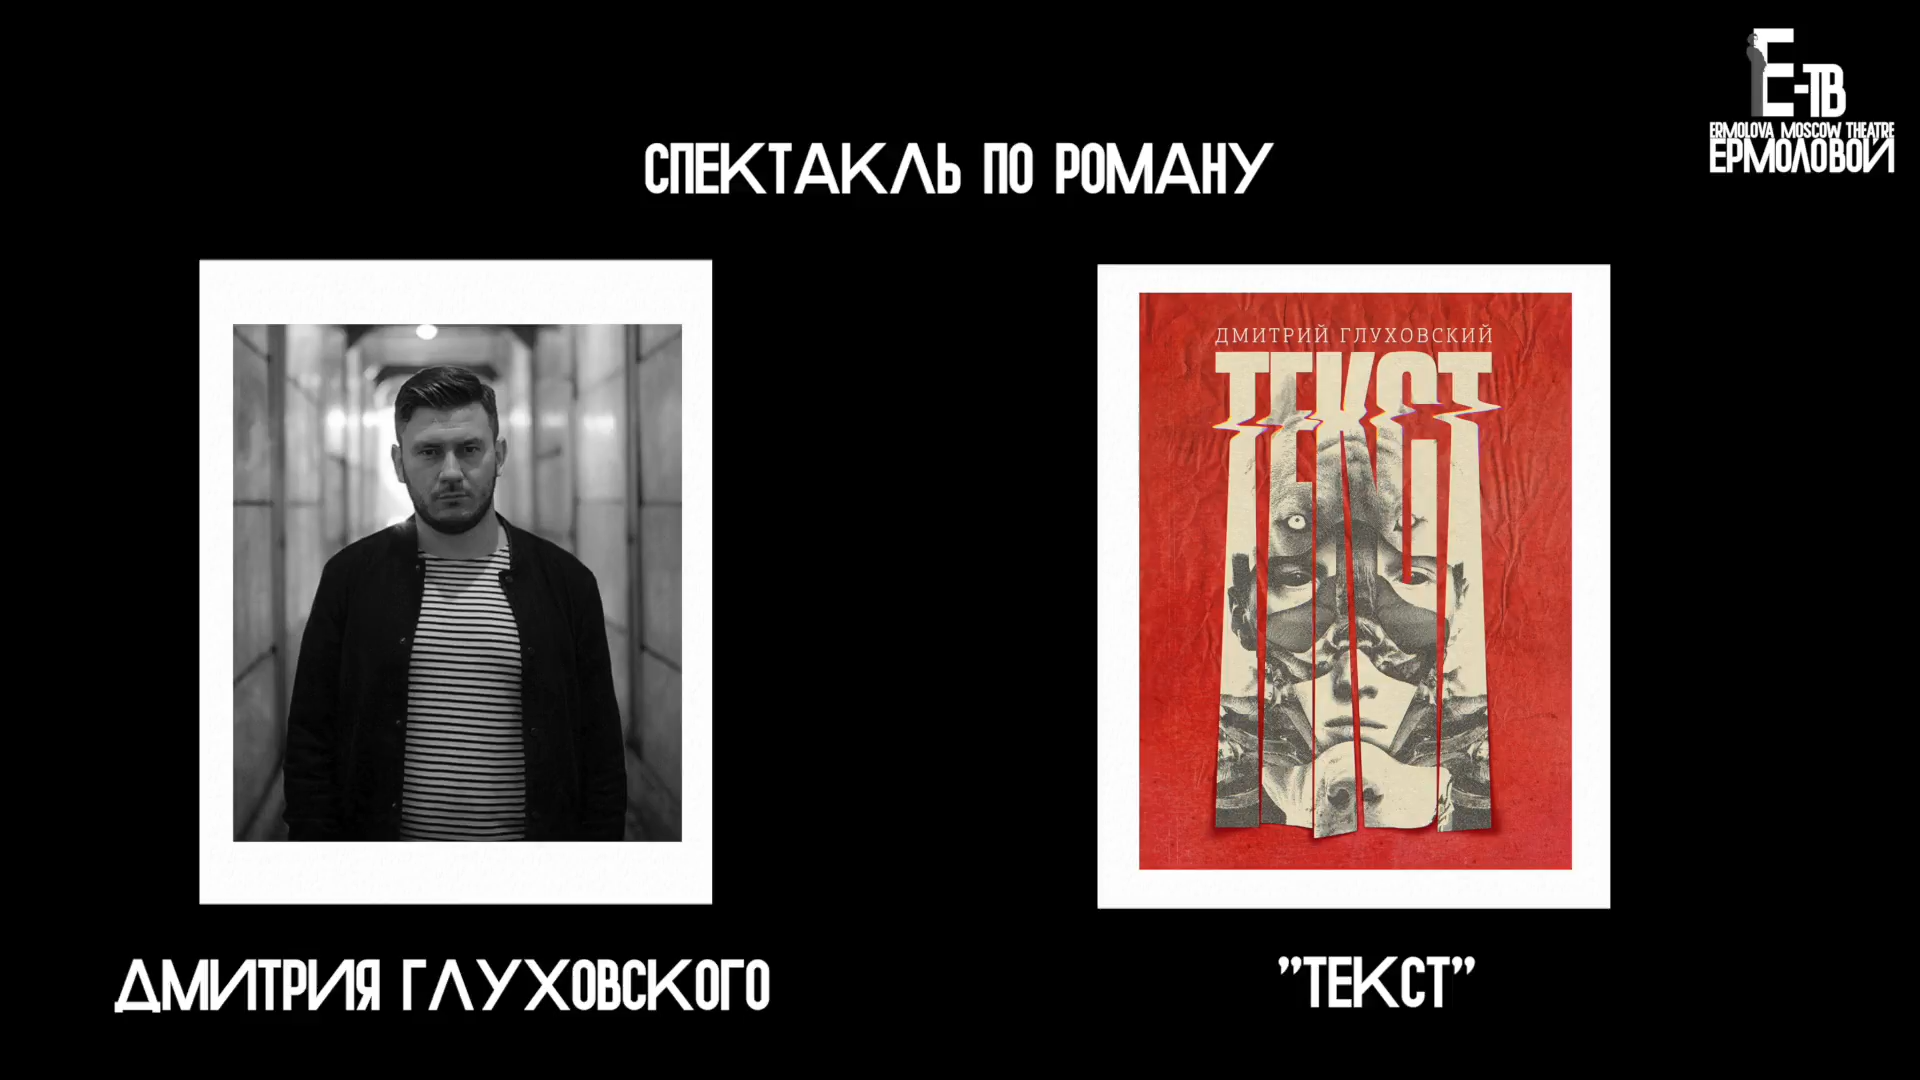 Е-ТВ
ERMOLOVA MOSCOW THEATRE
ЕРМОЛОВОЙ
СПЕКТАКЛЬ ПО РОМАНУ
ДМИТРИЙ ГЛУХОВСКИЙ
ТЕКСТ
ДМИТРИЯ ГЛУХОВСКОГО
"ТЕКСТ"